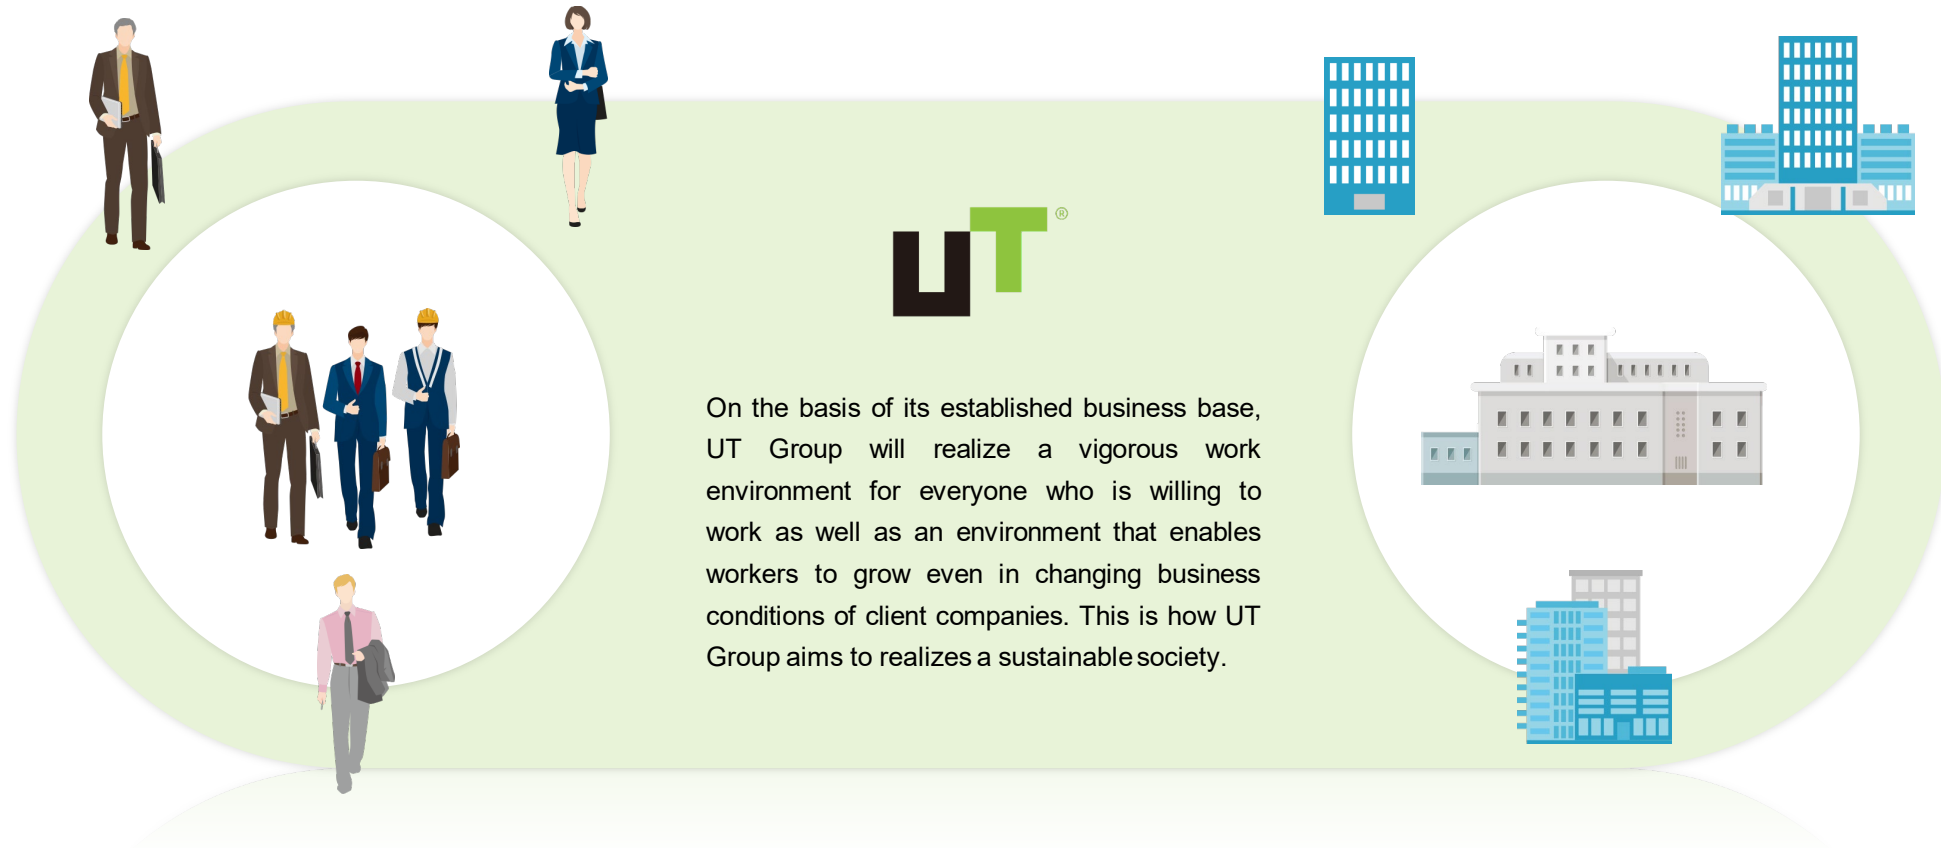 UT®
On the basis of its established business base,
UT Group will realize a vigorous work
environment for everyone who is willing to
work as well as an environment that enables
workers to grow even in changing business
conditions of client companies. This is how UT
Group aims to realizes a sustainable society.